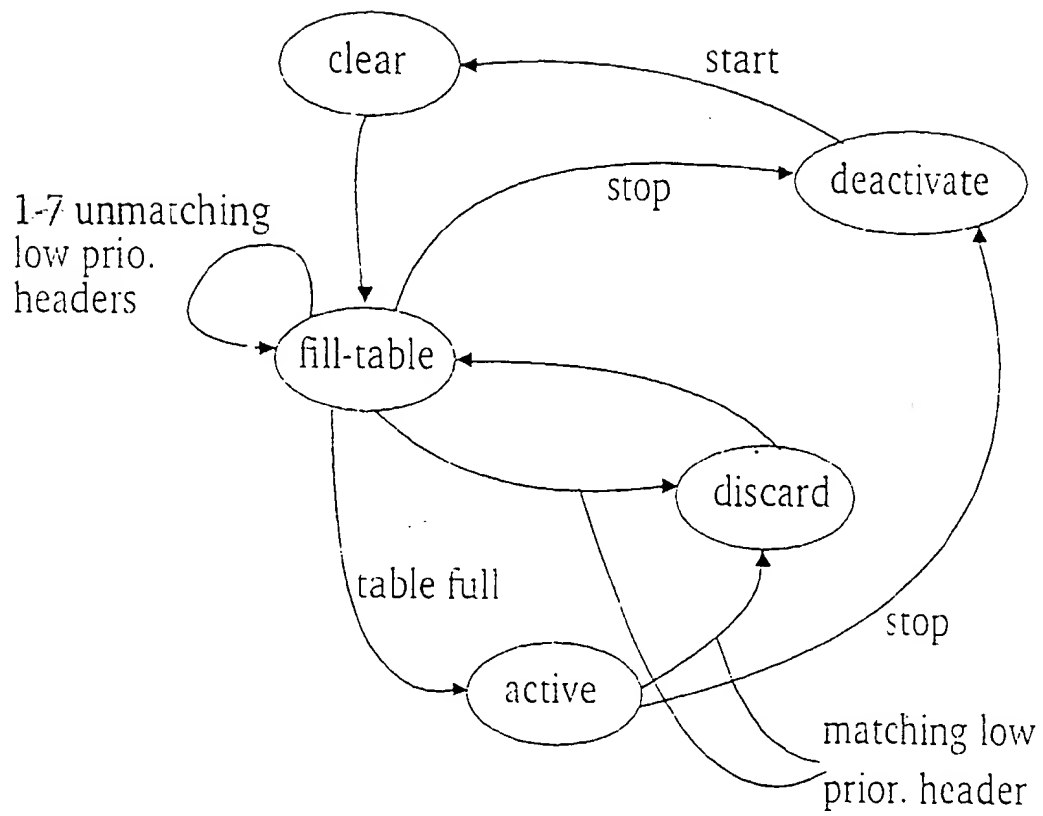 clear
start
deactivate
stop
1-7 unmatching
low prio.
headers
fill-table
discard
table full
stop
active
matching low
prior. header